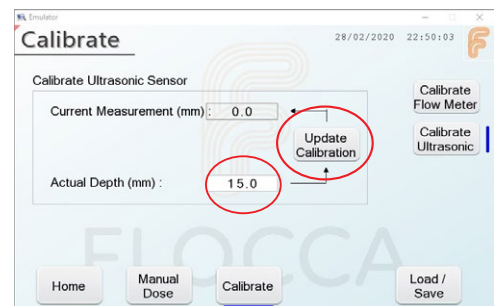 Emulator
Calibrate
28/02/2020 22:50:03
Calibrate Ultrasonic Sensor
Current Measurement (mm) : 0.0
Update
Calibration
Actual Depth (mm) : 15.0
Calibrate
Flow Meter
Calibrate
Ultrasonic
FLOCCA
Home
Manual
Dose
Calibrate
Load /
Save